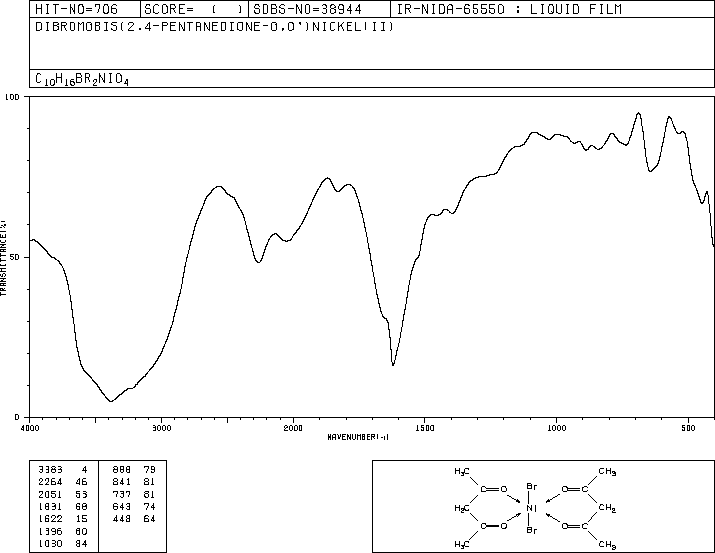 HIT-NO=706 SCORE= ( ) SDBS-NO=38944 IR-NIDA-65550 : LIQUID FILM
DIBROMOBIS(2,4-PENTANEDIONE-O,O')NICKEL(II)
C10H16BR2NIO4
100
50
0
TRANSMITTANCE(%)
4000 3000 2000 1500 1000 500
WAVENUMBER(-1)
3383 4 888 79
2264 46 841 81
2051 53 737 81
1831 68 643 74
1622 15 448 64
1396 60
1030 84
H3C CH3
C=O Br O=C
H2C Ni CH2
C=O Br O=C
H3C CH3